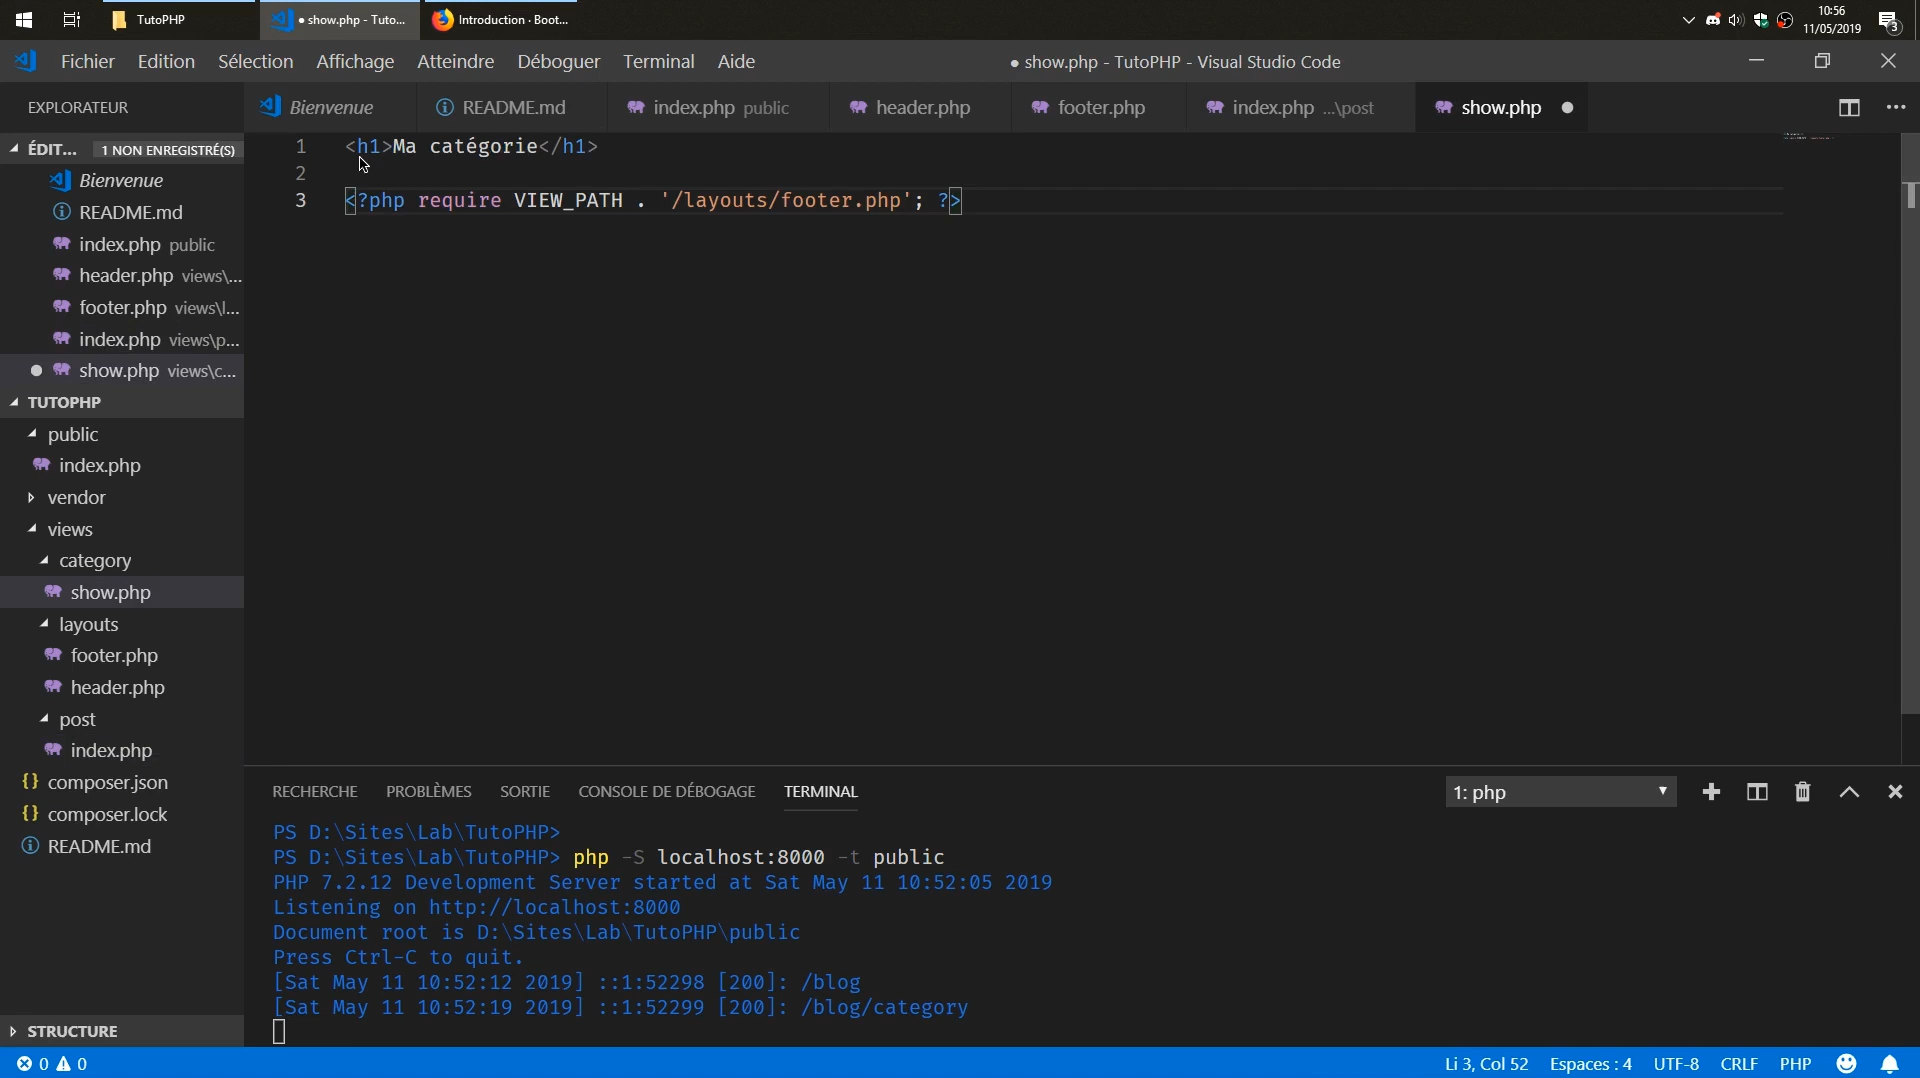 TutoPHP
● show.php - Tuto...
Introduction · Boot...
10:56
11/05/2019
3
Fichier Edition Sélection Affichage Atteindre Déboguer Terminal Aide
● show.php - TutoPHP - Visual Studio Code
EXPLORATEUR
Bienvenue
README.md
index.php public
header.php
footer.php
index.php ...\post
show.php
ÉDIT... 1 NON ENREGISTRÉ(S)
Bienvenue
README.md
index.php public
header.php views\...
footer.php views\l...
index.php views\p...
show.php views\c...
TUTOPHP
public
index.php
vendor
views
category
show.php
layouts
footer.php
header.php
post
index.php
composer.json
composer.lock
README.md
STRUCTURE
1 <h1>Ma catégorie</h1>
2
3 <?php require VIEW_PATH . '/layouts/footer.php'; ?>
RECHERCHE PROBLÈMES SORTIE CONSOLE DE DÉBOGAGE TERMINAL
1: php
PS D:\Sites\Lab\TutoPHP>
PS D:\Sites\Lab\TutoPHP> php -S localhost:8000 -t public
PHP 7.2.12 Development Server started at Sat May 11 10:52:05 2019
Listening on http://localhost:8000
Document root is D:\Sites\Lab\TutoPHP\public
Press Ctrl-C to quit.
[Sat May 11 10:52:12 2019] ::1:52298 [200]: /blog
[Sat May 11 10:52:19 2019] ::1:52299 [200]: /blog/category
0 0
Li 3, Col 52 Espaces : 4 UTF-8 CRLF PHP